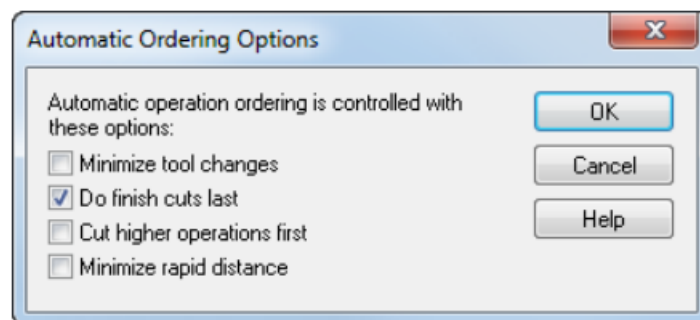 Automatic Ordering Options
Automatic operation ordering is controlled with
these options:
Minimize tool changes
Do finish cuts last
Cut higher operations first
Minimize rapid distance
OK
Cancel
Help